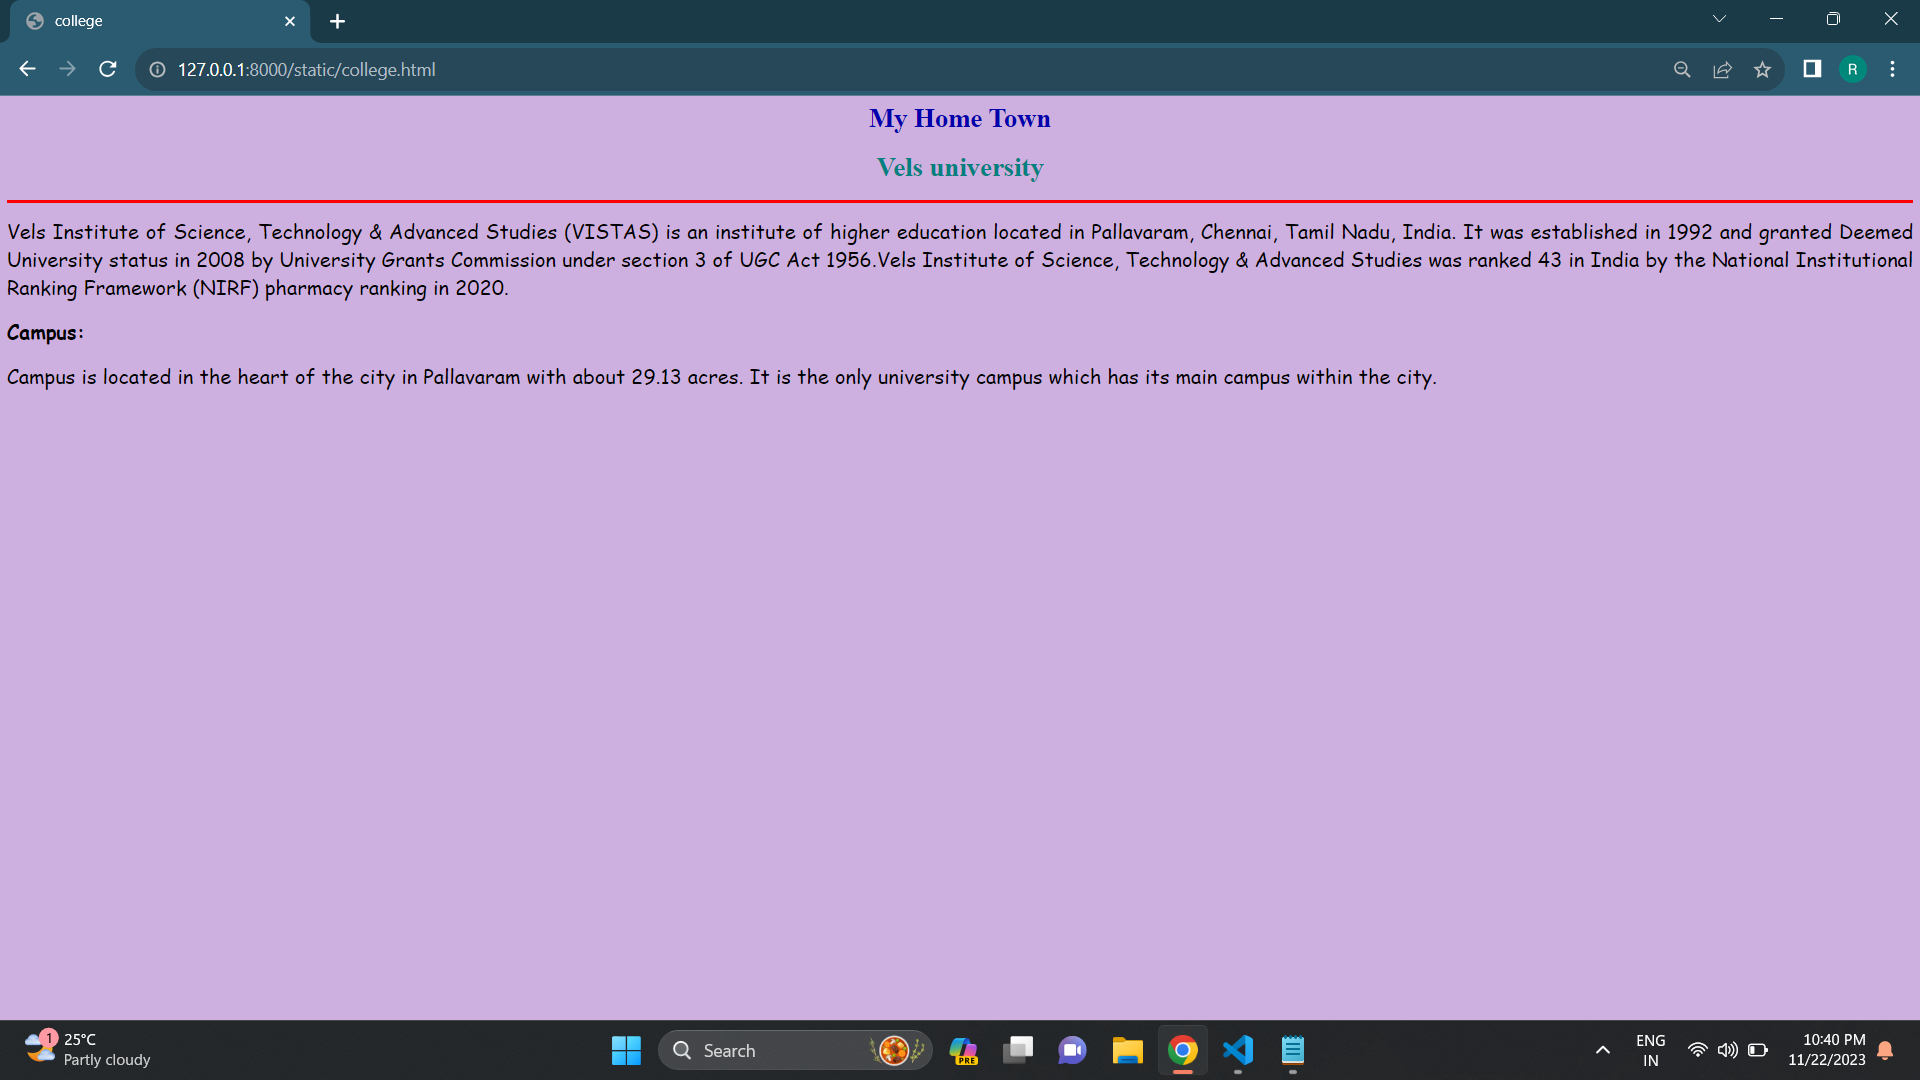 college
127.0.0.1:8000/static/college.html
R
My Home Town
Vels university
Vels Institute of Science, Technology & Advanced Studies (VISTAS) is an institute of higher education located in Pallavaram, Chennai, Tamil Nadu, India. It was established in 1992 and granted Deemed
University status in 2008 by University Grants Commission under section 3 of UGC Act 1956.Vels Institute of Science, Technology & Advanced Studies was ranked 43 in India by the National Institutional
Ranking Framework (NIRF) pharmacy ranking in 2020.
Campus:
Campus is located in the heart of the city in Pallavaram with about 29.13 acres. It is the only university campus which has its main campus within the city.
1
25°C
Partly cloudy
Search
PRE
ENG
IN
10:40 PM
11/22/2023